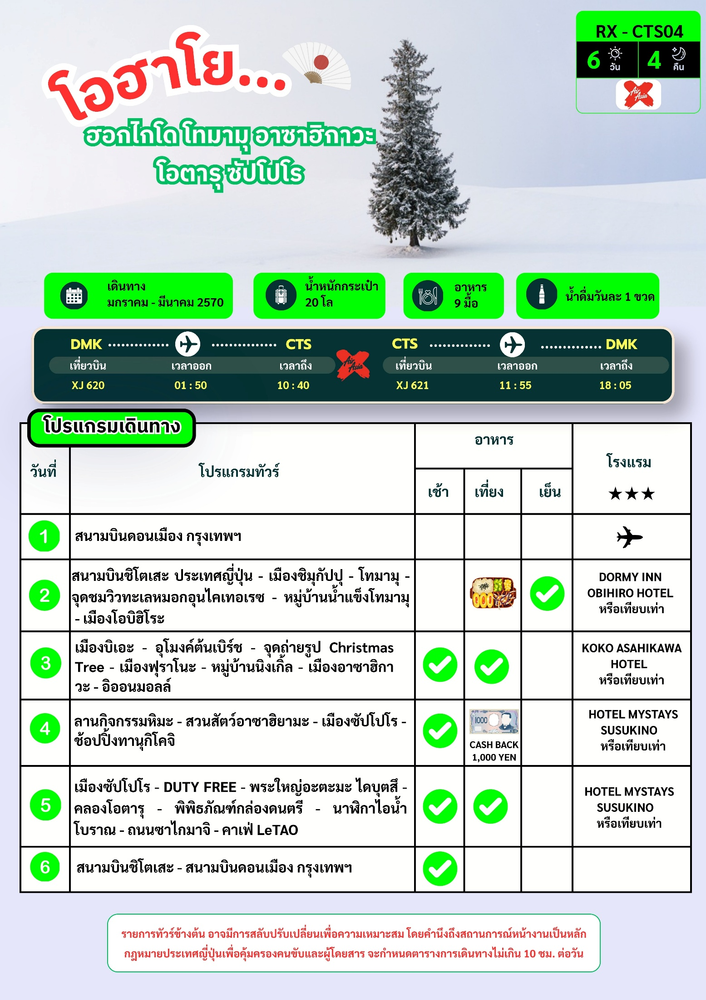 RX - CTS04
6 วัน
4 คืน
Air Asia
โอฮาโย...
ฮอกไกโด โทมามุ อาซาฮิกาวะ
โอตารุ ซัปโปโร
เดินทาง
มกราคม - มีนาคม 2570
น้ำหนักกระเป๋า
20 โล
อาหาร
9 มื้อ
น้ำดื่มวันละ 1 ขวด
DMK CTS
เที่ยวบิน เวลาออก เวลาถึง
XJ 620 01 : 50 10 : 40
Air Asia
CTS DMK
เที่ยวบิน เวลาออก เวลาถึง
XJ 621 11 : 55 18 : 05
โปรแกรมเดินทาง
วันที่
โปรแกรมทัวร์
อาหาร
เช้า เที่ยง เย็น
โรงแรม
1
สนามบินดอนเมือง กรุงเทพฯ
2
สนามบินชิโตเสะ ประเทศญี่ปุ่น - เมืองชิมุกัปปุ - โทมามุ -
จุดชมวิวทะเลหมอกอุนไคเทอเรซ - หมู่บ้านน้ำแข็งโทมามุ
- เมืองโอบิฮิโระ
DORMY INN
OBIHIRO HOTEL
หรือเทียบเท่า
3
เมืองบิเอะ - อุโมงค์ต้นเบิร์ช - จุดถ่ายรูป Christmas
Tree - เมืองฟุราโนะ - หมู่บ้านนิงเกิ้ล - เมืองอาซาฮิกา
วะ - อิออนมอลล์
KOKO ASAHIKAWA
HOTEL
หรือเทียบเท่า
4
ลานกิจกรรมหิมะ - สวนสัตว์อาซาฮิยามะ - เมืองซัปโปโร -
ช้อปปิ้งทานุกิโคจิ
1000
CASH BACK
1,000 YEN
HOTEL MYSTAYS
SUSUKINO
หรือเทียบเท่า
5
เมืองซัปโปโร - DUTY FREE - พระใหญ่อะตะมะ ไดบุตสึ -
คลองโอตารุ - พิพิธภัณฑ์กล่องดนตรี - นาฬิกาไอน้ำ
โบราณ - ถนนซาไกมาจิ - คาเฟ่ LeTAO
HOTEL MYSTAYS
SUSUKINO
หรือเทียบเท่า
6
สนามบินชิโตเสะ - สนามบินดอนเมือง กรุงเทพฯ
รายการทัวร์ข้างต้น อาจมีการสลับปรับเปลี่ยนเพื่อความเหมาะสม โดยคำนึงถึงสถานการณ์หน้างานเป็นหลัก
กฎหมายประเทศญี่ปุ่นเพื่อคุ้มครองคนขับและผู้โดยสาร จะกำหนดตารางการเดินทางไม่เกิน 10 ชม. ต่อวัน